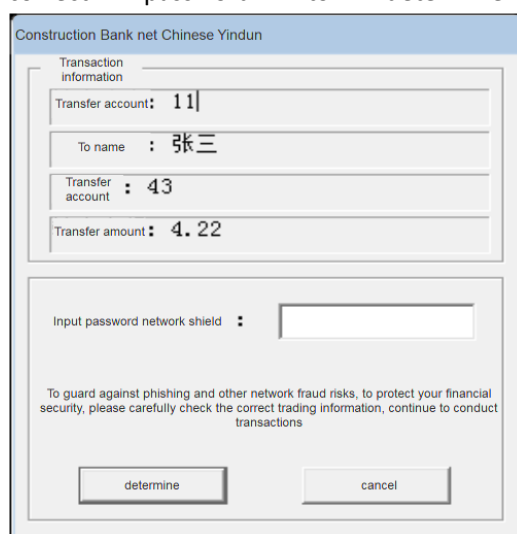 Construction Bank net Chinese Yindun
Transaction
information
Transfer account: 11
To name : 张三
Transfer
account : 43
Transfer amount: 4.22
Input password network shield :
To guard against phishing and other network fraud risks, to protect your financial
security, please carefully check the correct trading information, continue to conduct
transactions
determine cancel